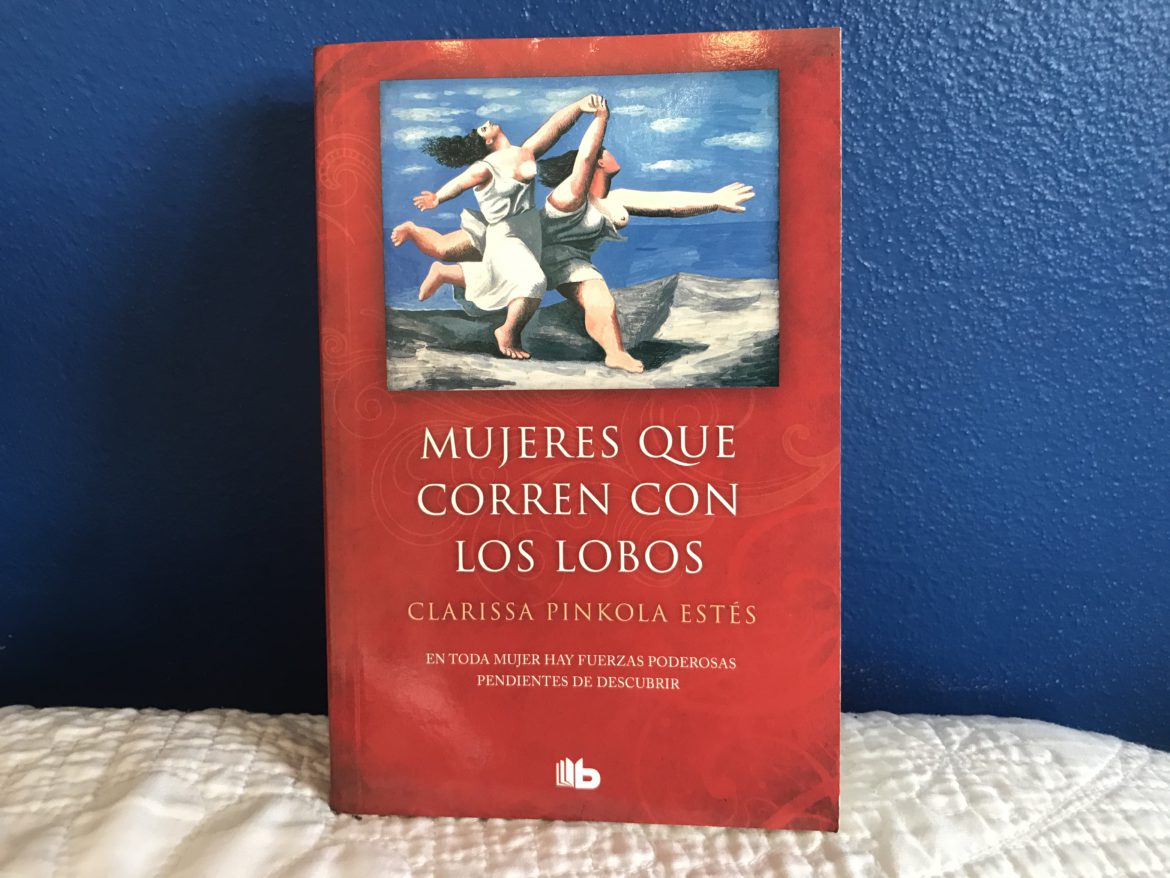 MUJERES QUE
CORREN CON
LOS LOBOS
CLARISSA PINKOLA ESTÉS
EN TODA MUJER HAY FUERZAS PODEROSAS
PENDIENTES DE DESCUBRIR
b